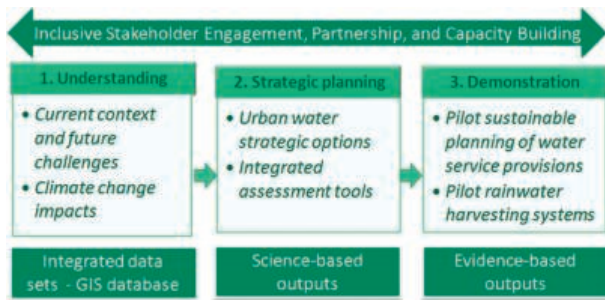 Inclusive Stakeholder Engagement, Partnership, and Capacity Building
1. Understanding
• Current context
and future
challenges
• Climate change
impacts
Integrated data
sets - GIS database
2. Strategic planning
• Urban water
strategic options
• Integrated
assessment tools
Science-based
outputs
3. Demonstration
• Pilot sustainable
planning of water
service provisions
• Pilot rainwater
harvesting systems
Evidence-based
outputs